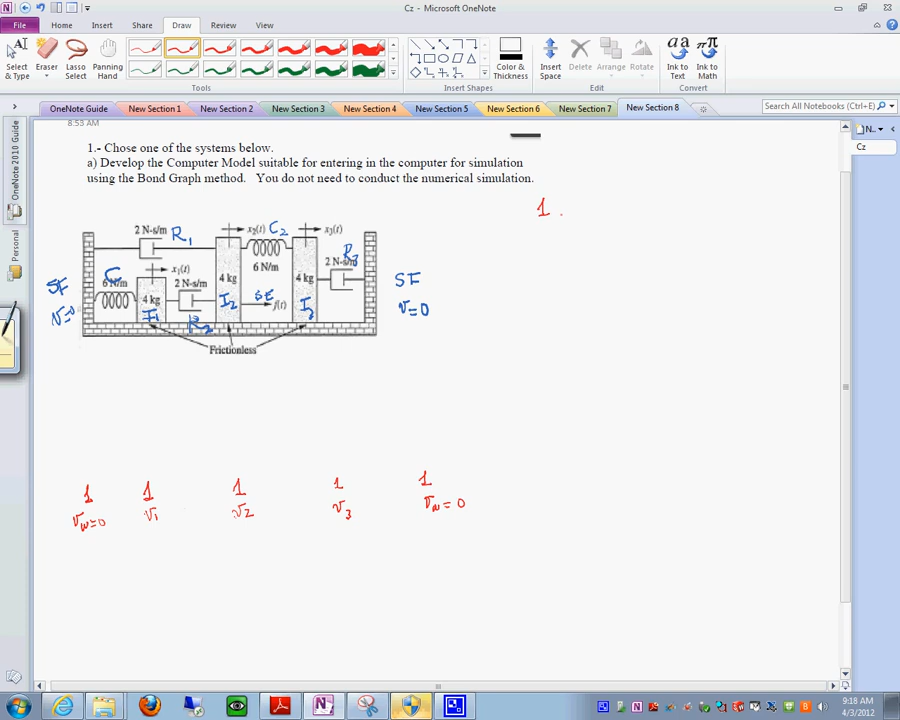 Cz - Microsoft OneNote
File Home Insert Share Draw Review View
Select & Type
Eraser
Lasso Select
Panning Hand
Color & Thickness
Insert Space
Delete
Arrange
Rotate
Ink to Text
Ink to Math
Tools
Insert Shapes
Edit
Convert
OneNote Guide New Section 1 New Section 2 New Section 3 New Section 4 New Section 5 New Section 6 New Section 7 New Section 8
Search All Notebooks (Ctrl+E)
N..
Cz
OneNote 2010 Guide
Personal
8:53 AM
1.- Chose one of the systems below.
a) Develop the Computer Model suitable for entering in the computer for simulation
using the Bond Graph method. You do not need to conduct the numerical simulation.
1 .
2 N-s/m R1 x2(t) C2 x3(t)
6 N/m 2 N-s/m R3
SF C 6 N/m x1(t) 2 N-s/m 4 kg 4 kg SF
V=0 4 kg I1 R2 I2 SE f(t) I3 V=0
Frictionless
1 1 1 1 1
Vw=0 V1 V2 V3 Vw=0
9:18 AM
4/3/2012